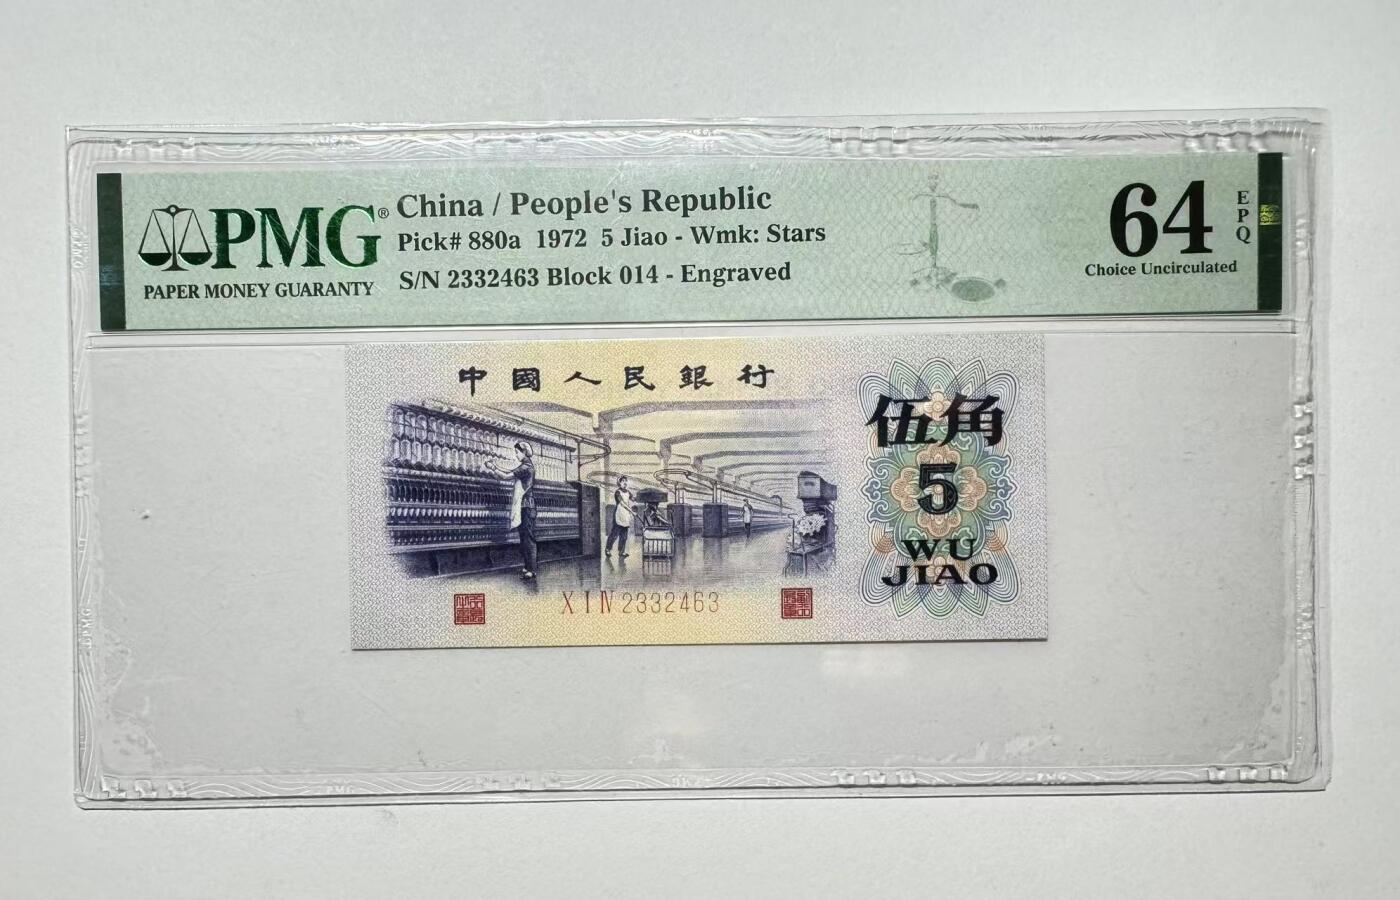 PMG®
PAPER MONEY GUARANTY
China / People's Republic
Pick# 880a 1972 5 Jiao - Wmk: Stars
S/N 2332463 Block 014 - Engraved
64
EPQ
Choice Uncirculated
中國人民銀行
伍角
5
WU
JIAO
X I IV 2332463